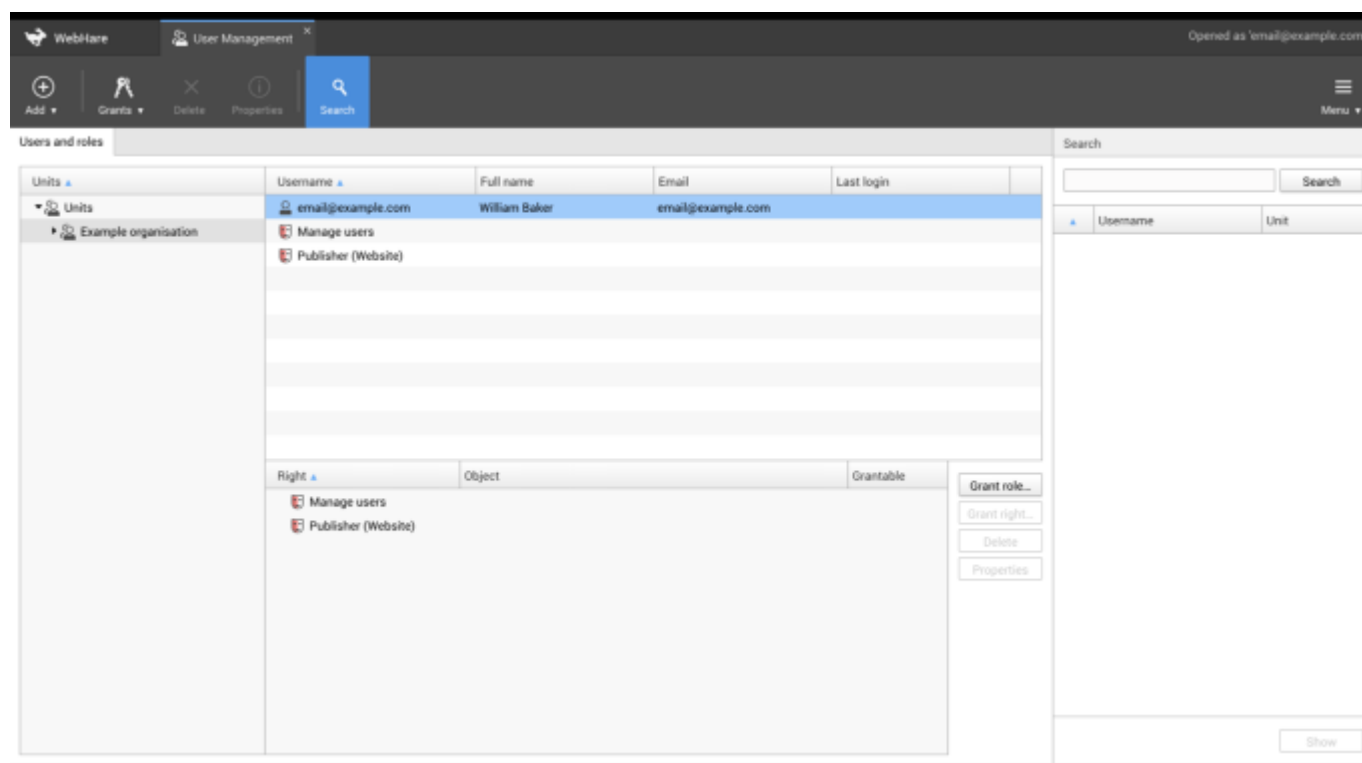 WebHare User Management × Opened as 'email@example.com
Add ▾ Grants ▾ Delete Properties Search Menu ▾
Users and roles Search
Units Username Full name Email Last login Search
Units email@example.com William Baker email@example.com Username Unit
Example organisation Manage users
Publisher (Website)
Right Object Grantable Grant role...
Manage users Grant right...
Publisher (Website) Delete
Properties
Show